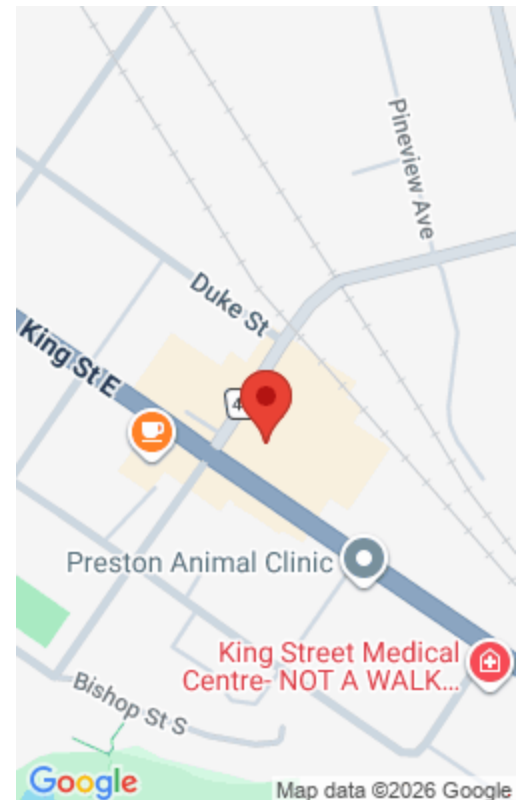 Pineview Ave
Duke St
King St E
4
Preston Animal Clinic
King Street Medical
Centre- NOT A WALK...
Bishop St S
Google
Map data ©2026 Google